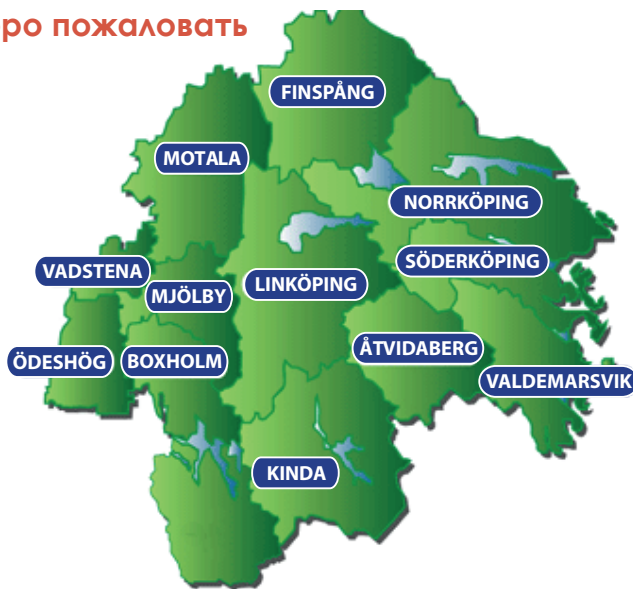 ро пожаловать
FINSPÅNG
MOTALA
NORRKÖPING
SÖDERKÖPING
VADSTENA
LINKÖPING
MJÖLBY
ÅTVIDABERG
ÖDESHÖG
BOXHOLM
VALDEMARSVIK
KINDA